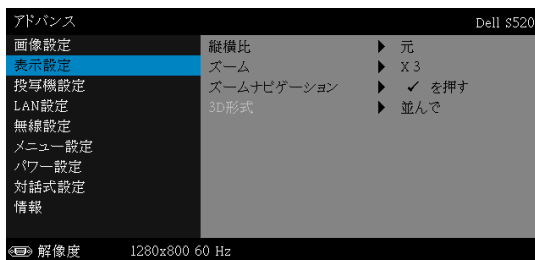 アドバンス Dell S520
画像設定
表示設定
投写機設定
LAN設定
無線設定
メニュー設定
パワー設定
対話式設定
情報
縦横比 ▶ 元
ズーム ▶ X 3
ズームナビゲーション ▶ ✓ を押す
3D形式 ▶ 並んで
解像度 1280x800 60 Hz